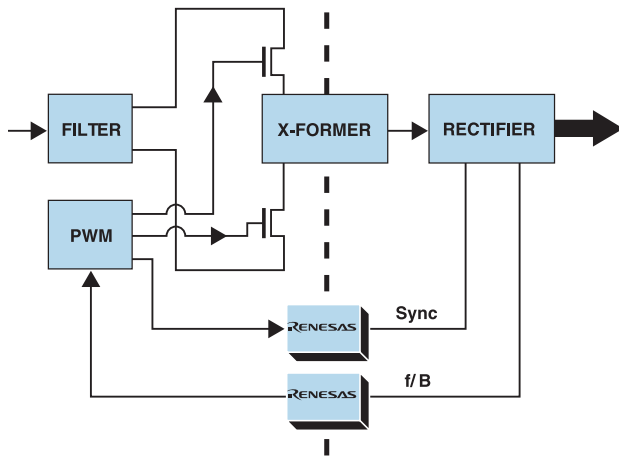 FILTER
X-FORMER
RECTIFIER
PWM
RENESAS
Sync
RENESAS
f/B